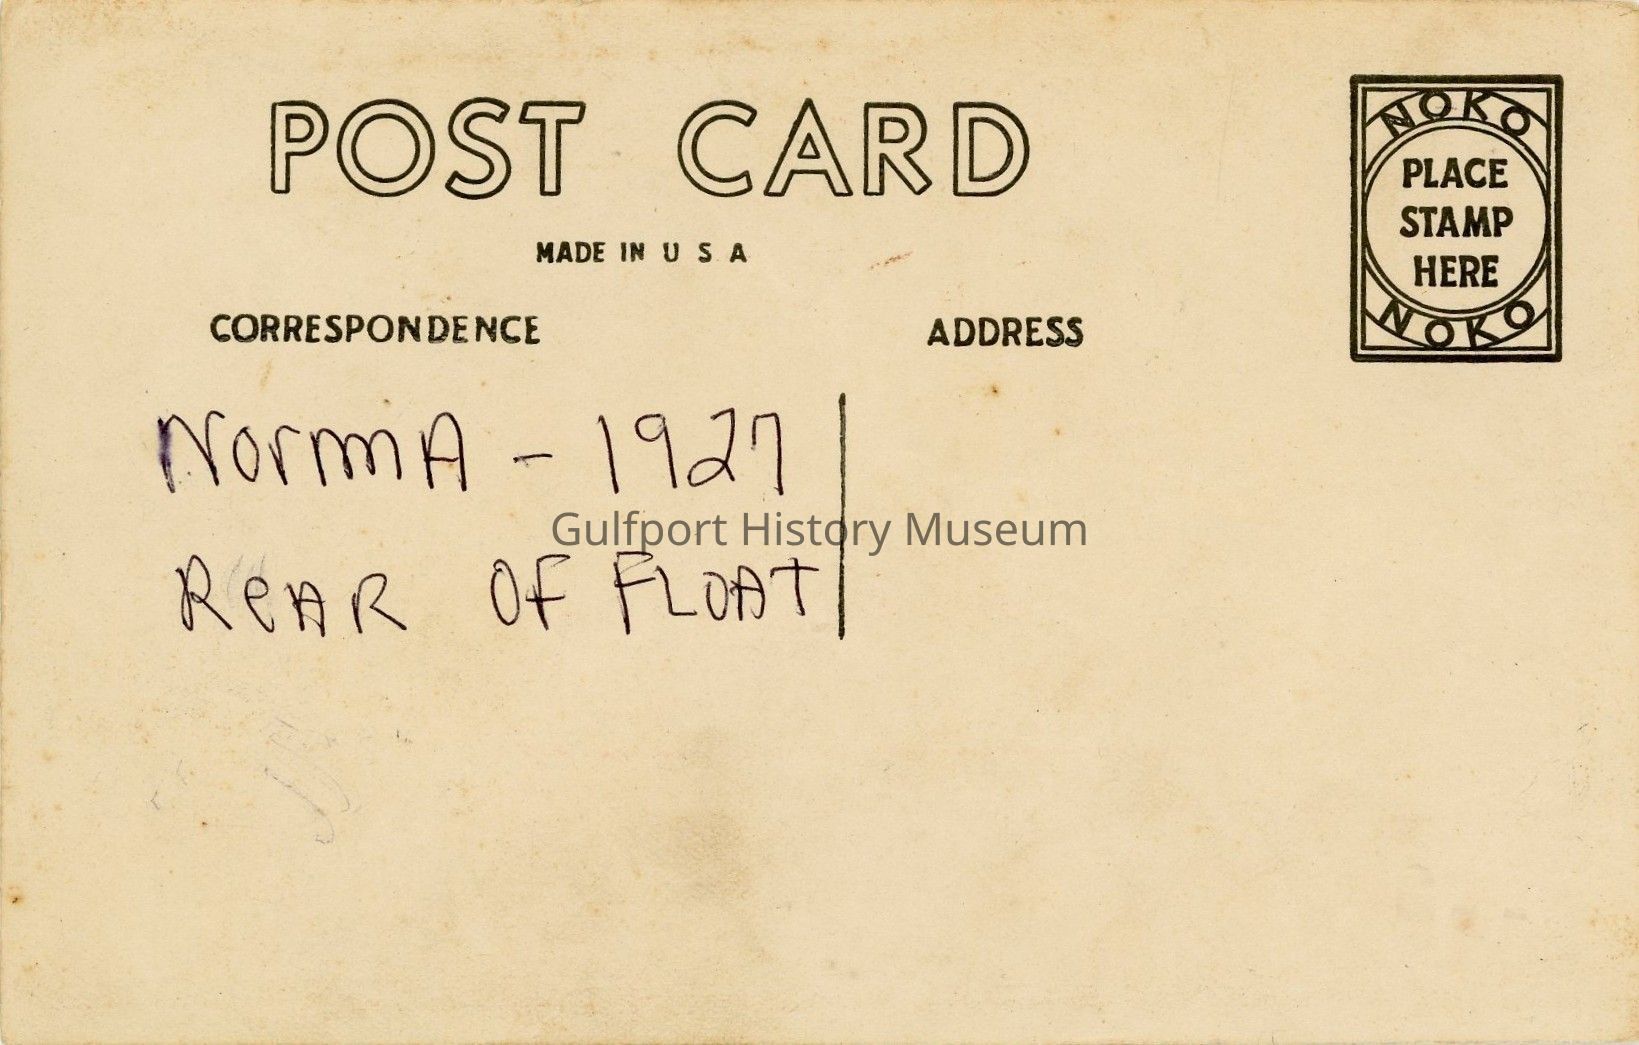 POST CARD
MADE IN U S A
CORRESPONDENCE
ADDRESS
NOKO
PLACE
STAMP
HERE
NOKO
NormA - 1927
Gulfport History Museum
ReAR OF FLOAT